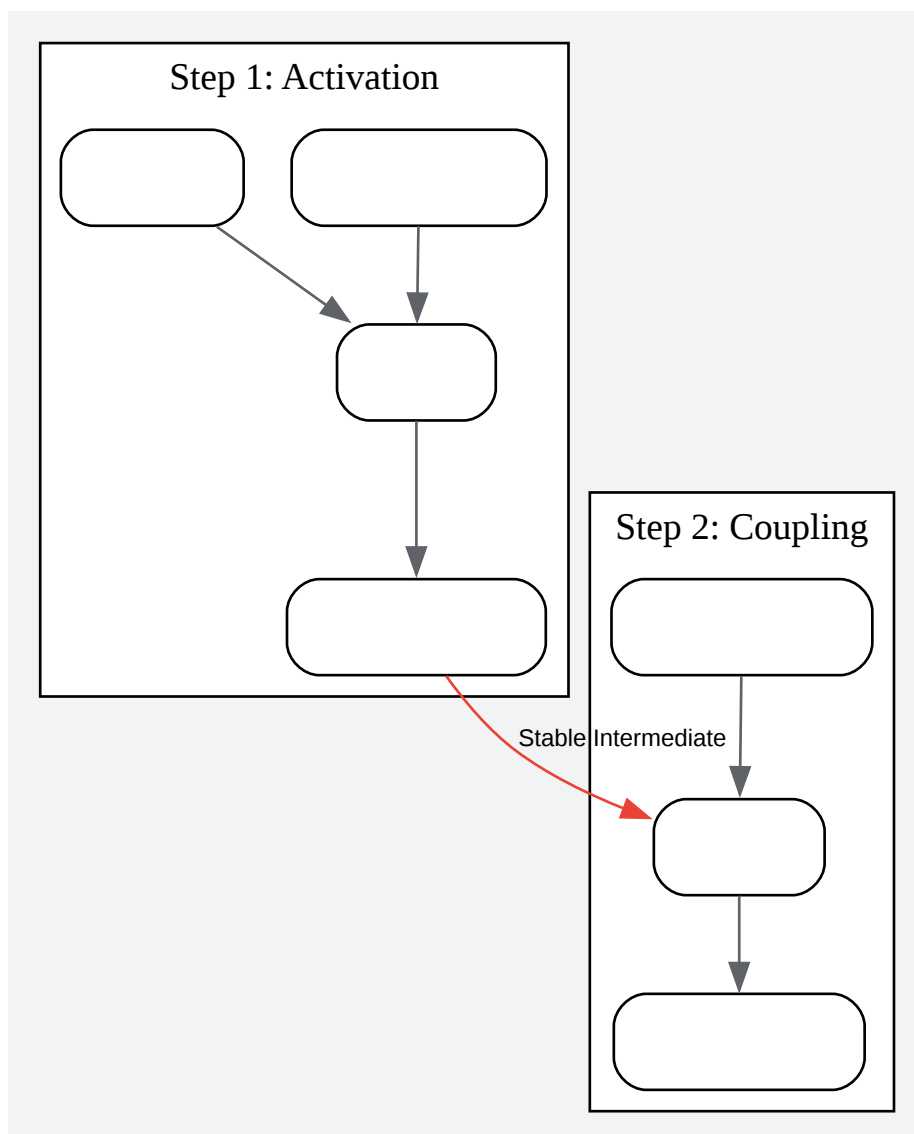 Step 1: Activation
Step 2: Coupling
Stable Intermediate